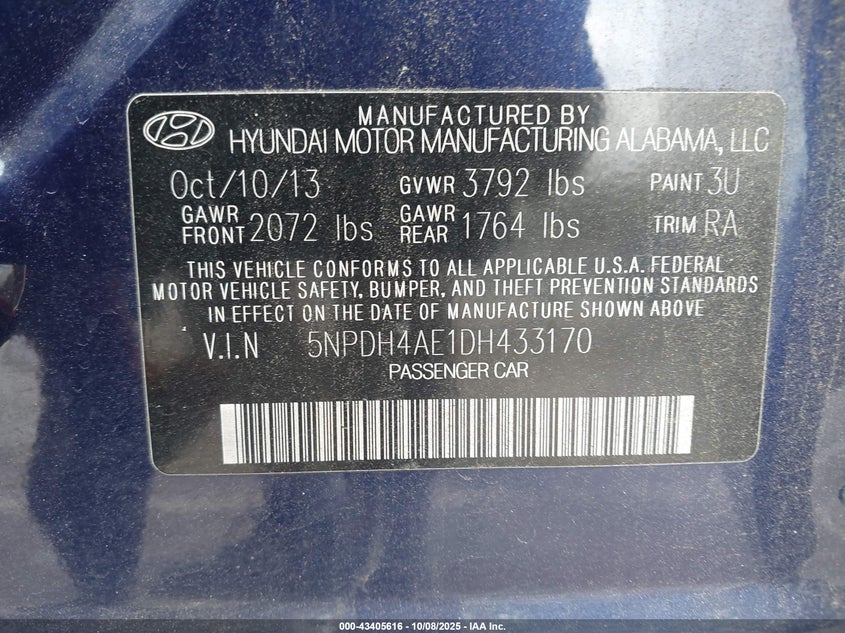 MANUFACTURED BY
HYUNDAI MOTOR MANUFACTURING ALABAMA, LLC
Oct/10/13 GVWR 3792 lbs PAINT 3U
GAWR FRONT 2072 lbs GAWR REAR 1764 lbs TRIM RA
THIS VEHICLE CONFORMS TO ALL APPLICABLE U.S.A. FEDERAL
MOTOR VEHICLE SAFETY, BUMPER, AND THEFT PREVENTION STANDARDS
IN EFFECT ON THE DATE OF MANUFACTURE SHOWN ABOVE
V.I.N 5NPDH4AE1DH433170
PASSENGER CAR
000-43405616 - 10/08/2025 - IAA Inc.